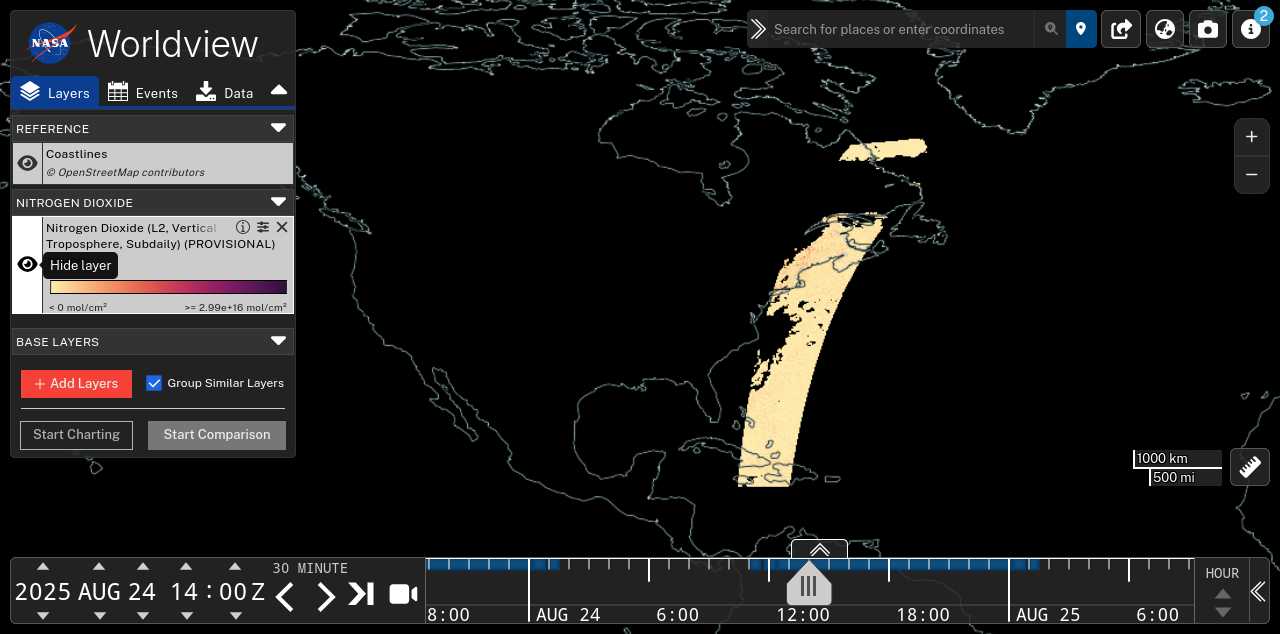 NASA
Worldview
Layers
Events
Data
REFERENCE
Coastlines
© OpenStreetMap contributors
NITROGEN DIOXIDE
Nitrogen Dioxide (L2, Vertical
Troposphere, Subdaily) (PROVISIONAL)
Hide layer
< 0 mol/cm²
>= 2.99e+16 mol/cm²
BASE LAYERS
+ Add Layers
Group Similar Layers
Start Charting
Start Comparison
Search for places or enter coordinates
2
+
−
1000 km
500 mi
2025 AUG 24 14 : 00 Z
30 MINUTE
8:00
AUG 24
6:00
12:00
18:00
AUG 25
6:00
HOUR